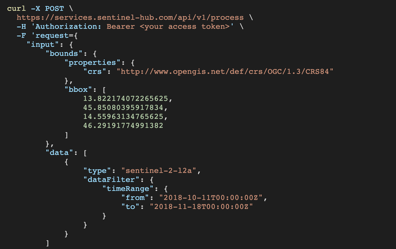 curl -X POST \
https://services.sentinel-hub.com/api/v1/process \
-H 'Authorization: Bearer <your access token>' \
-F 'request={
"input": {
"bounds": {
"properties": {
"crs": "http://www.opengis.net/def/crs/OGC/1.3/CRS84"
},
"bbox": [
13.822174072265625,
45.85080395917834,
14.55963134765625,
46.29191774991382
]
},
"data": [
{
"type": "sentinel-2-l2a",
"dataFilter": {
"timeRange": {
"from": "2018-10-11T00:00:00Z",
"to": "2018-11-18T00:00:00Z"
}
}
}
]